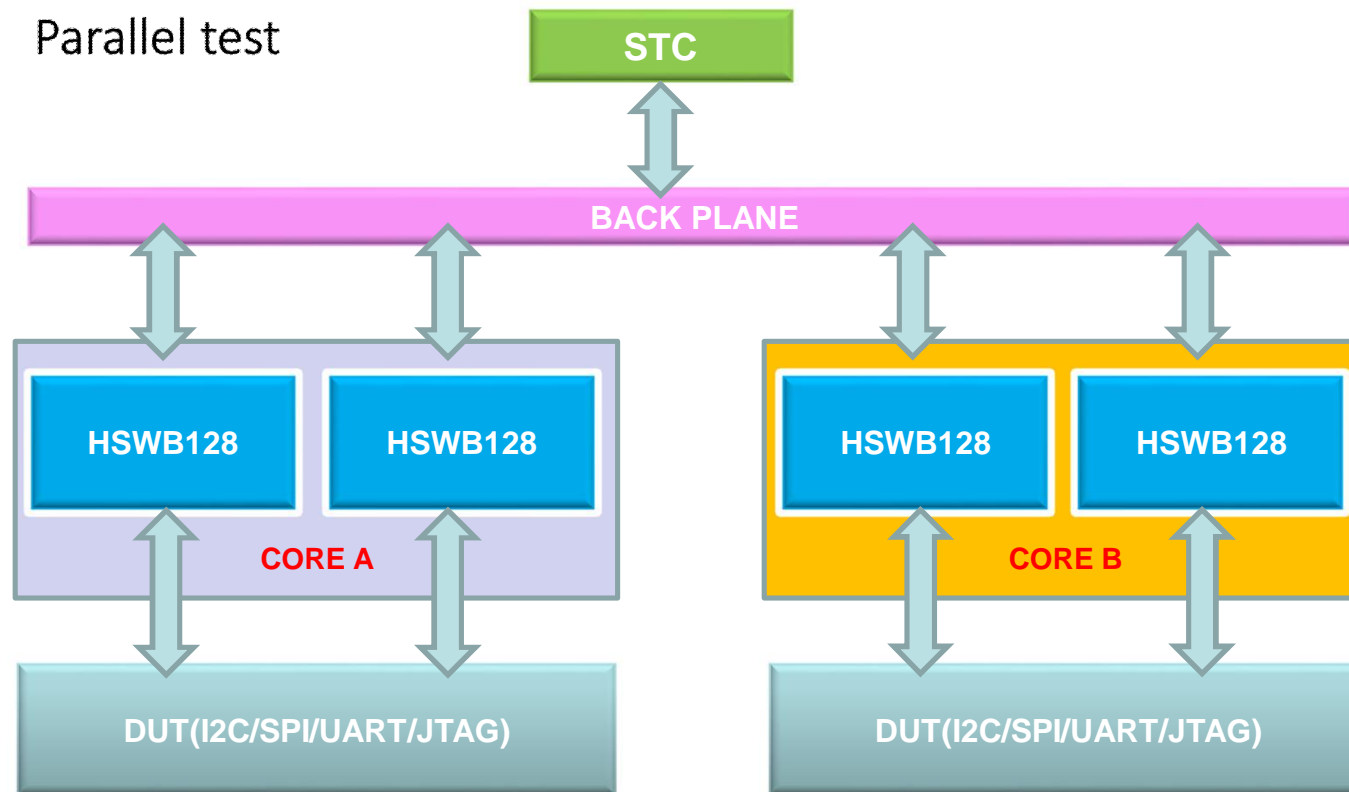 Parallel test
STC
BACK PLANE
HSWB128
HSWB128
HSWB128
HSWB128
CORE A
CORE B
DUT(I2C/SPI/UART/JTAG)
DUT(I2C/SPI/UART/JTAG)